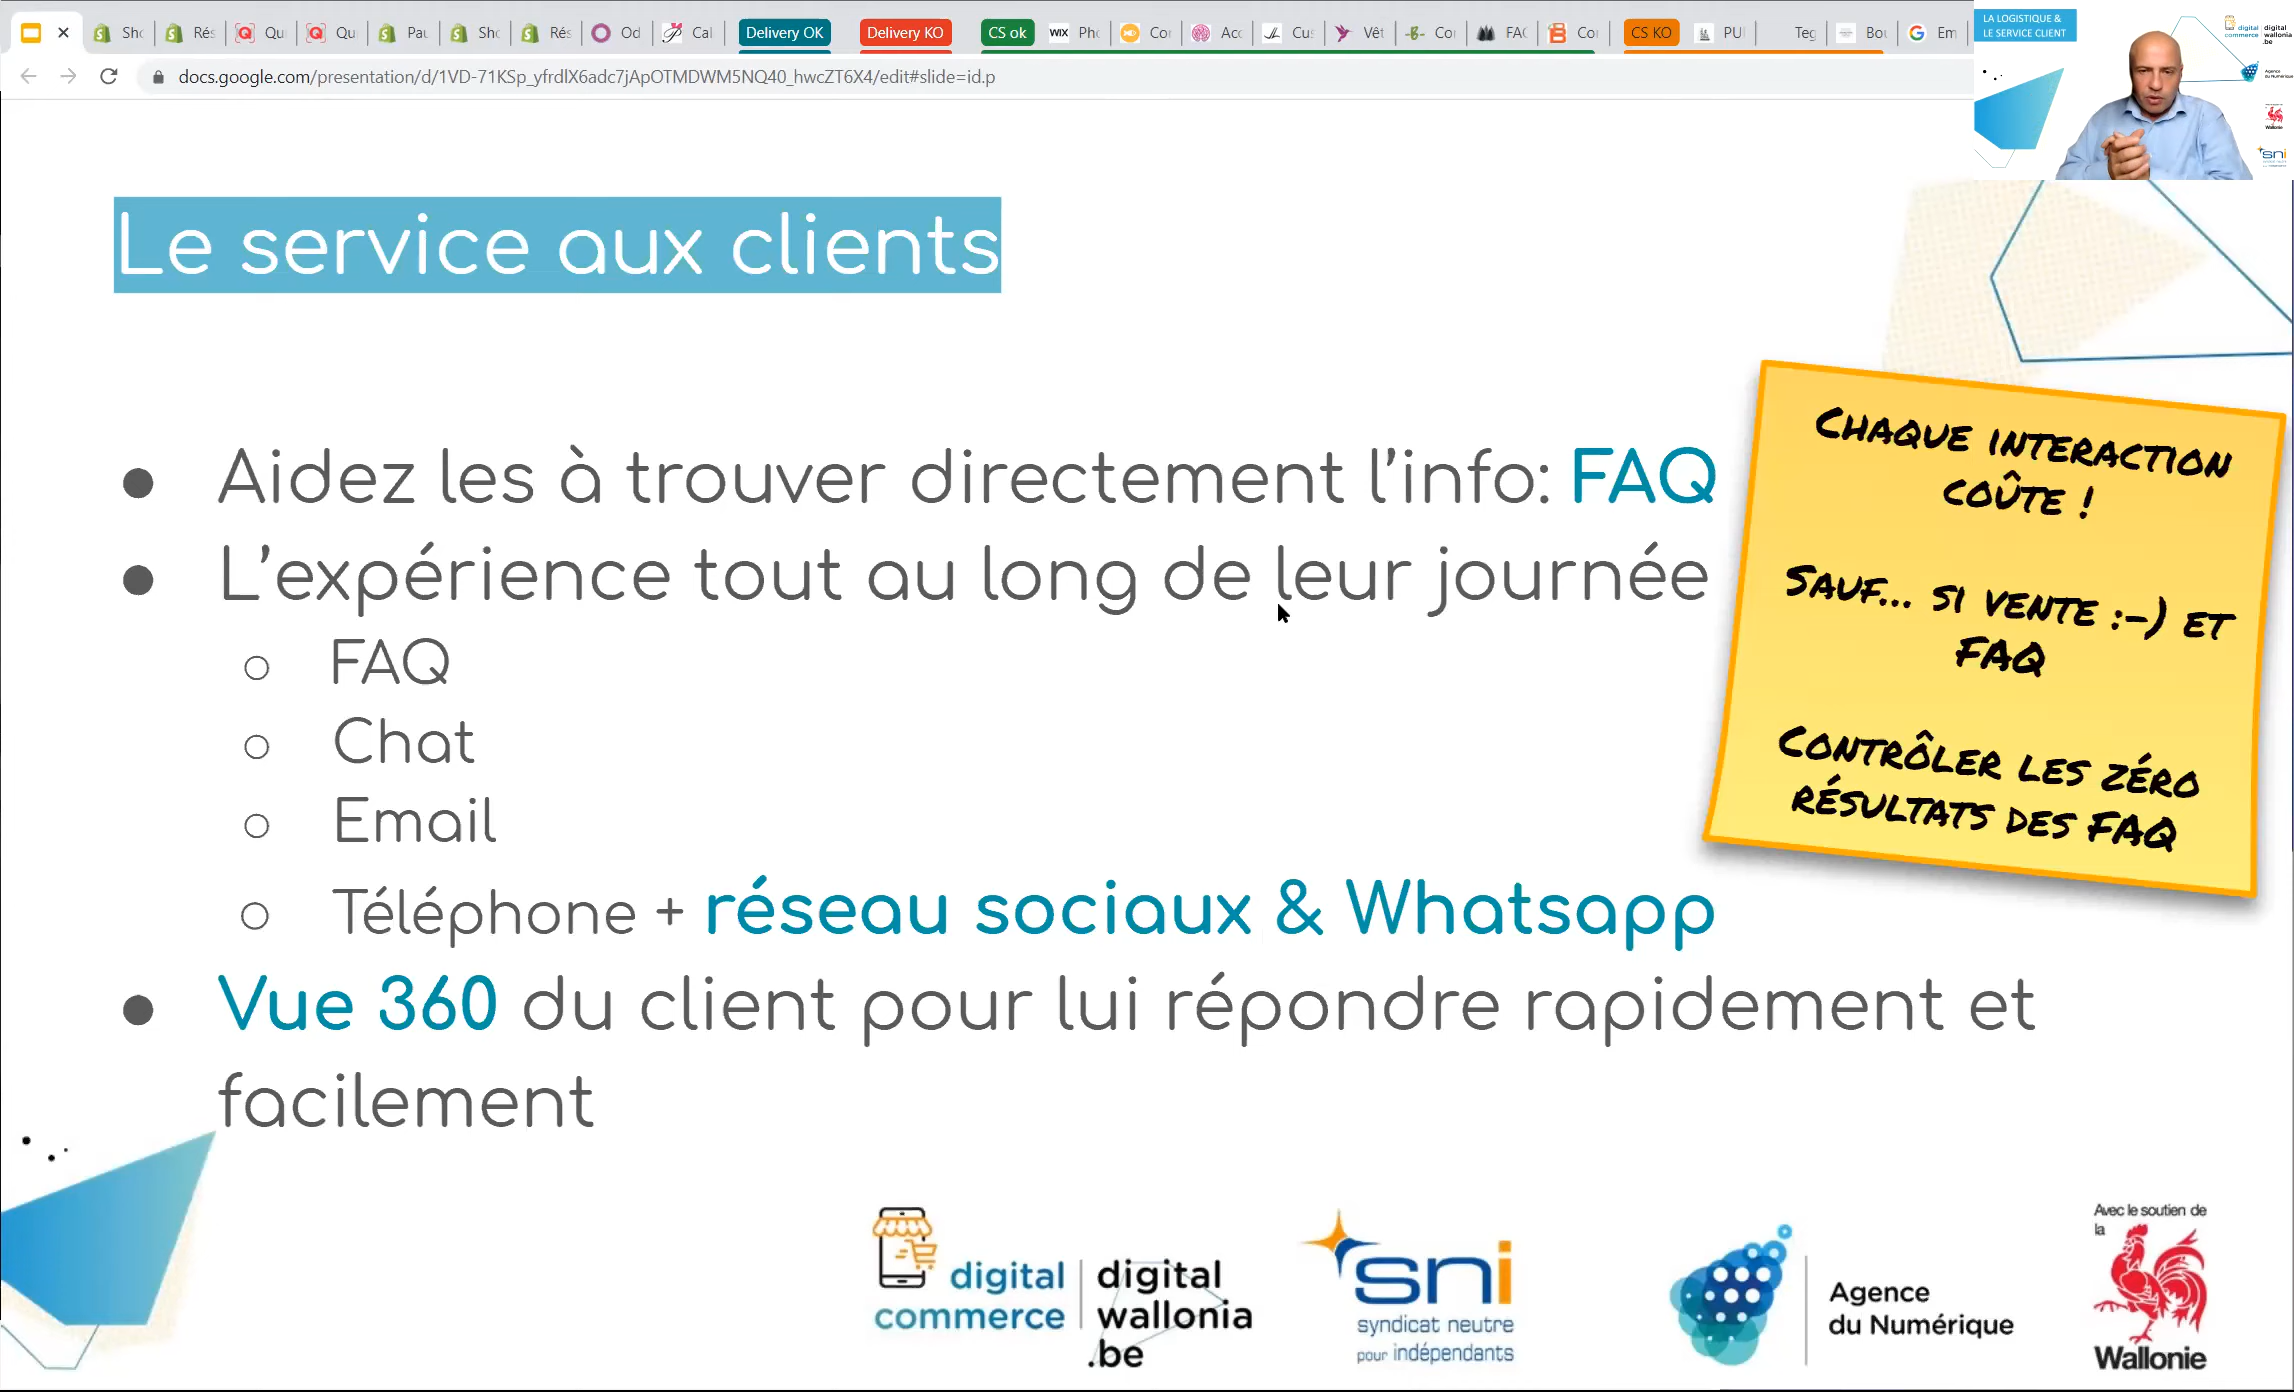 Delivery OK
Delivery KO
CS ok
CS KO
docs.google.com/presentation/d/1VD-71KSp_yfrdlX6adc7jApOTMDWM5NQ40_hwcZT6X4/edit#slide=id.p
LA LOGISTIQUE &
LE SERVICE CLIENT
Le service aux clients
● Aidez les à trouver directement l'info: FAQ
● L'expérience tout au long de leur journée
○ FAQ
○ Chat
○ Email
○ Téléphone + réseau sociaux & Whatsapp
● Vue 360 du client pour lui répondre rapidement et
facilement
Chaque interaction
coûte !
Sauf... si vente :-) et
FAQ
Contrôler les zéro
résultats des FAQ
digital
commerce
digital
wallonia
.be
sni
syndicat neutre
pour indépendants
Agence
du Numérique
Avec le soutien de
la
Wallonie